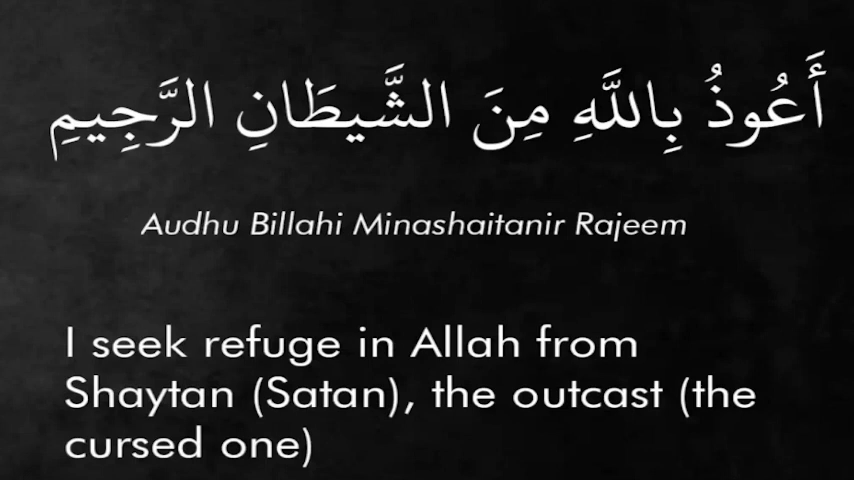 أَعُوذُ بِاللَّهِ مِنَ الشَّيطَانِ الرَّجِيمِ
Audhu Billahi Minashaitanir Rajeem
I seek refuge in Allah from
Shaytan (Satan), the outcast (the
cursed one)